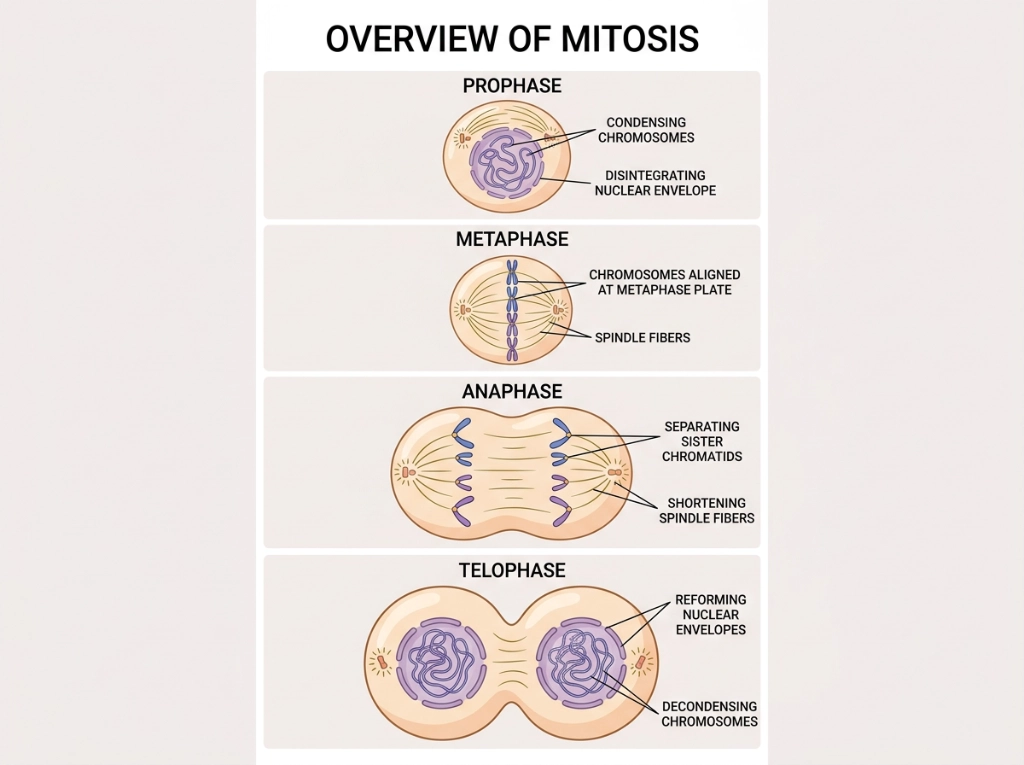 OVERVIEW OF MITOSIS
PROPHASE
CONDENSING
CHROMOSOMES
DISINTEGRATING
NUCLEAR ENVELOPE
METAPHASE
CHROMOSOMES ALIGNED
AT METAPHASE PLATE
SPINDLE FIBERS
ANAPHASE
SEPARATING
SISTER
CHROMATIDS
SHORTENING
SPINDLE FIBERS
TELOPHASE
REFORMING
NUCLEAR
ENVELOPES
DECONDENSING
CHROMOSOMES